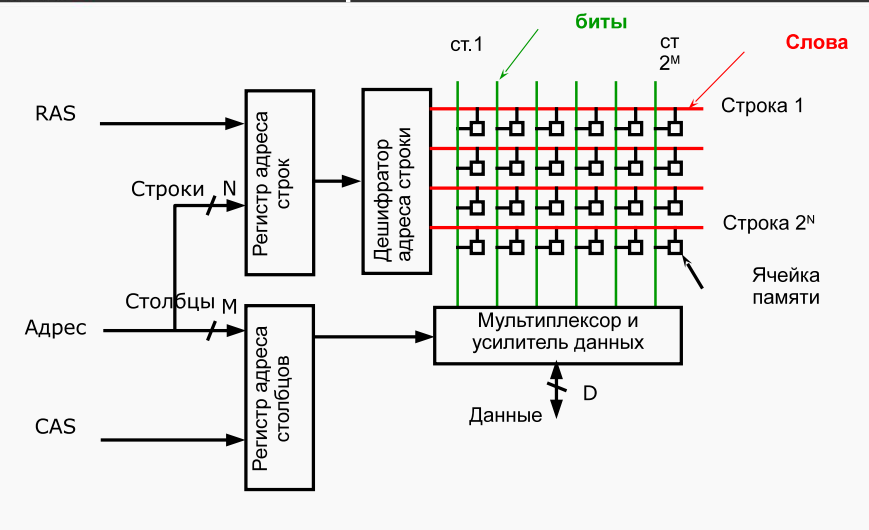 биты
ст.1
ст
2M
Слова
RAS
Строка 1
Регистр адреса
строк
Дешифратор
адреса строки
Строки N
Строка 2N
Ячейка
памяти
Столбцы M
Адрес
Мультиплексор и
усилитель данных
Регистр адреса
столбцов
D
Данные
CAS